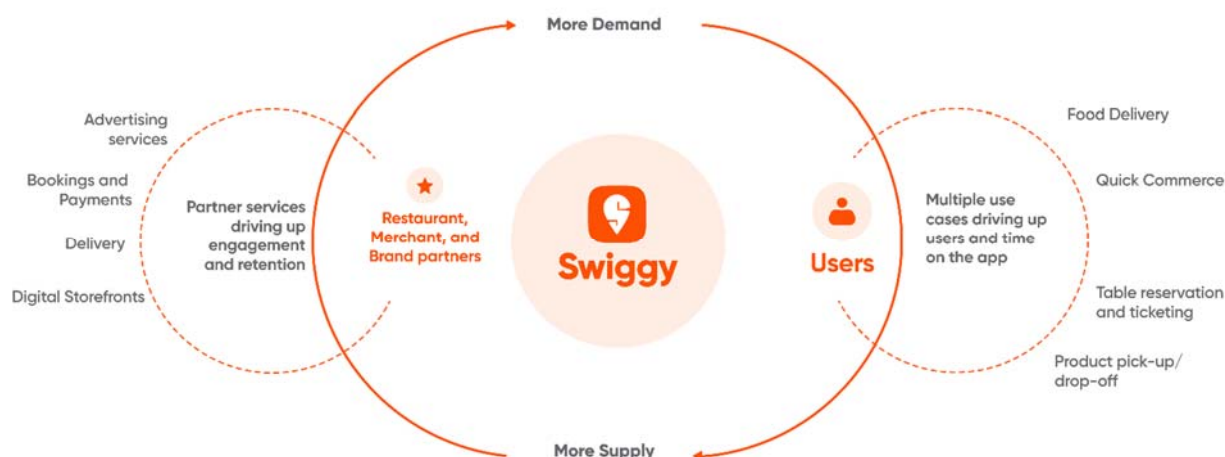 More Demand
Advertising
services
Bookings and
Payments
Delivery
Digital Storefronts
Partner services
driving up
engagement
and retention
Restaurant,
Merchant, and
Brand partners
Swiggy
Users
Multiple use
cases driving up
users and time
on the app
Food Delivery
Quick Commerce
Table reservation
and ticketing
Product pick-up/
drop-off
More Supply